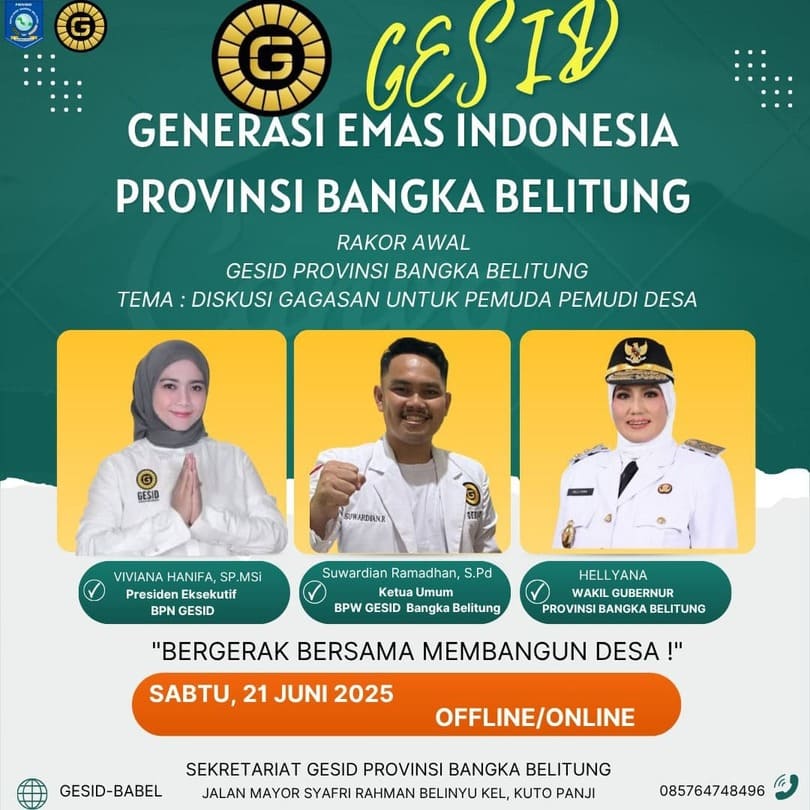 GESID
GENERASI EMAS INDONESIA
PROVINSI BANGKA BELITUNG
RAKOR AWAL
GESID PROVINSI BANGKA BELITUNG
TEMA : DISKUSI GAGASAN UNTUK PEMUDA PEMUDI DESA
GESID
SUWARDIAN.R
GESID
VIVIANA HANIFA, SP.MSi
Presiden Eksekutif
BPN GESID
Suwardian Ramadhan, S.Pd
Ketua Umum
BPW GESID Bangka Belitung
HELLYANA
WAKIL GUBERNUR
PROVINSI BANGKA BELITUNG
"BERGERAK BERSAMA MEMBANGUN DESA !"
SABTU, 21 JUNI 2025
OFFLINE/ONLINE
SEKRETARIAT GESID PROVINSI BANGKA BELITUNG
GESID-BABEL
JALAN MAYOR SYAFRI RAHMAN BELINYU KEL, KUTO PANJI
085764748496